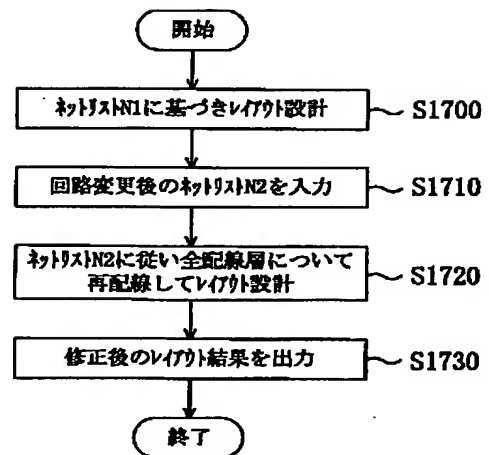 開始
ネットリストN1に基づきレイアウト設計
S1700
回路変更後のネットリストN2を入力
S1710
ネットリストN2に従い全配線層について
再配線してレイアウト設計
S1720
修正後のレイアウト結果を出力
S1730
終了